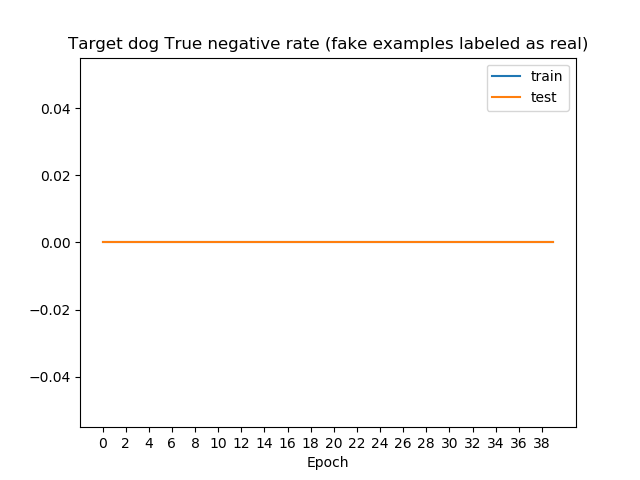 Target dog True negative rate (fake examples labeled as real)
train
test
0.04
0.02
0.00
−0.02
−0.04
0 2 4 6 8 10 12 14 16 18 20 22 24 26 28 30 32 34 36 38
Epoch